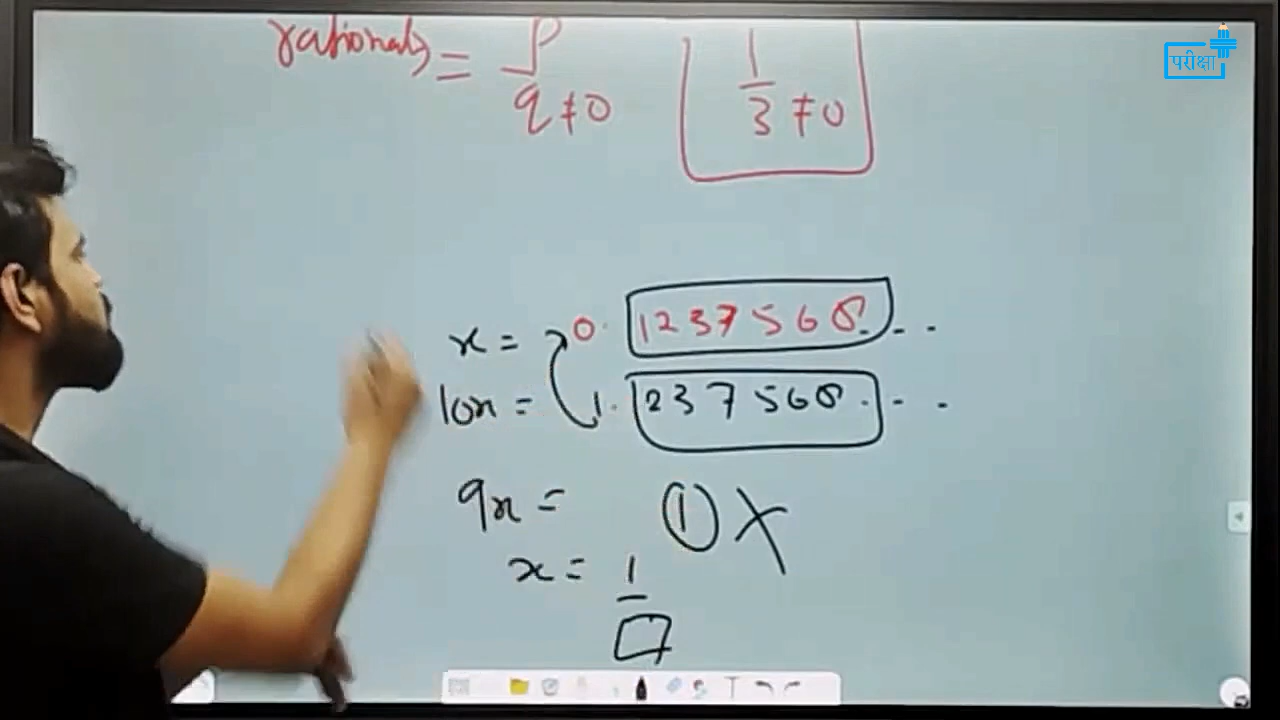 परीक्षा
rationals = p/q ≠ 0   1/3 ≠ 0
x = 0. 1237568...
10x = 1. 237568. - .
9x = ① X
x = 1/□